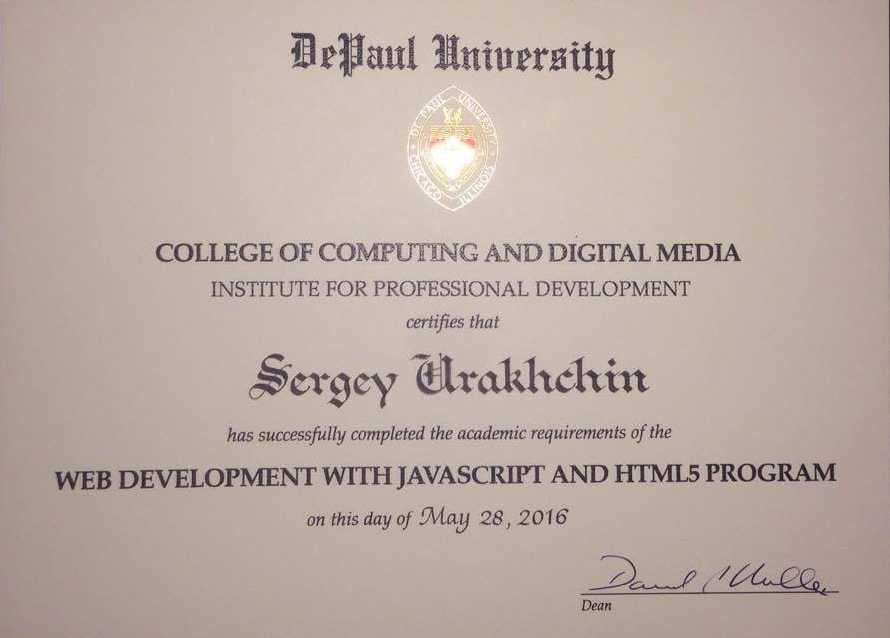 DePaul University
DE PAUL UNIVERSITY
CHICAGO ILLINOIS
COLLEGE OF COMPUTING AND DIGITAL MEDIA
INSTITUTE FOR PROFESSIONAL DEVELOPMENT
certifies that
Sergey Urakhchin
has successfully completed the academic requirements of the
WEB DEVELOPMENT WITH JAVASCRIPT AND HTML5 PROGRAM
on this day of May 28, 2016
Dean